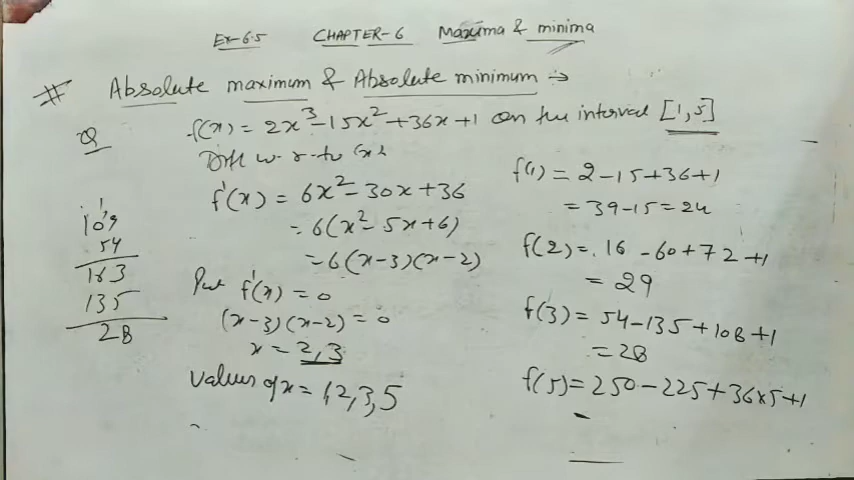 Ex-6.5 CHAPTER-6 Maxima & minima
# Absolute maximum & Absolute minimum →
Q f(x) = 2x³-15x²+36x+1 on the interval [1,5]
Diff w.r.to (x)
f'(x) = 6x²-30x+36
= 6(x²-5x+6)
= 6(x-3)(x-2)
Put f'(x) = 0
(x-3)(x-2) = 0
x = 2,3
values of x = 1,2,3,5
1
109
54
163
135
28
f(1) = 2-15+36+1
= 39-15 = 24
f(2) = 16-60+72+1
= 29
f(3) = 54-135+108+1
= 28
f(5) = 250-225+36×5+1